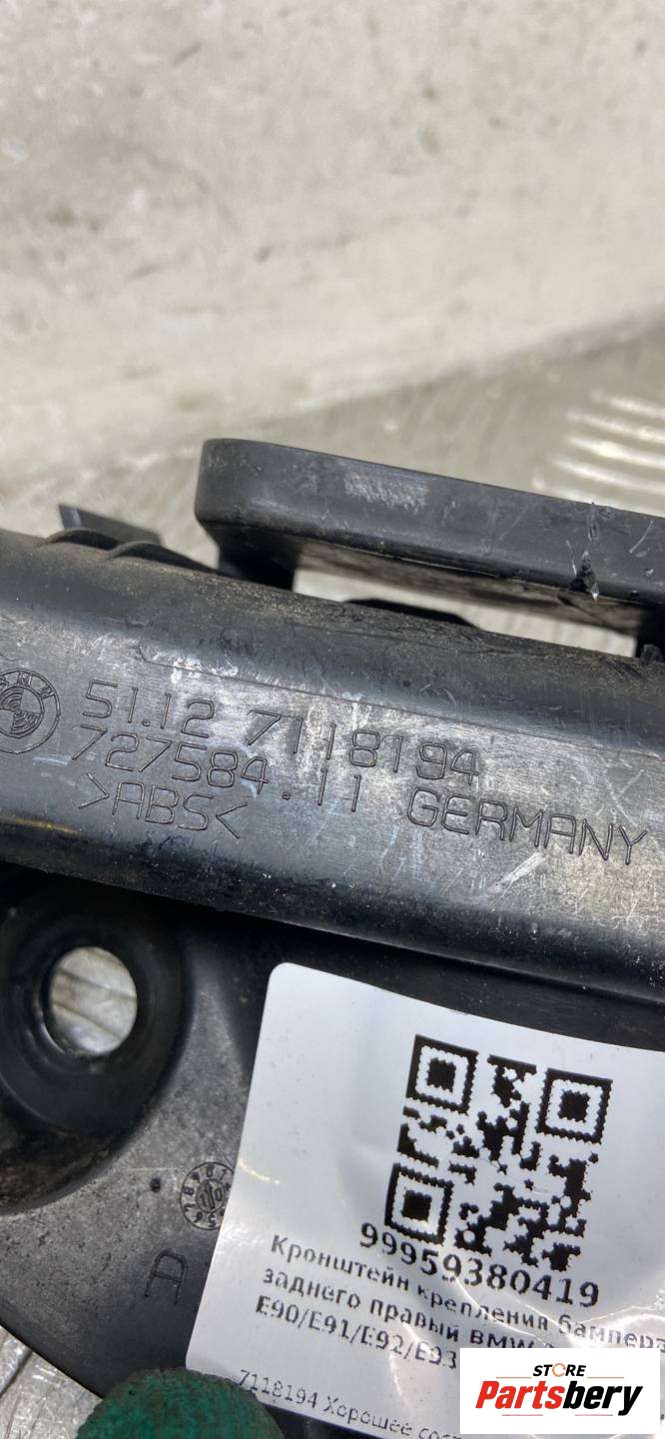 51.12 7118194
727584.11 GERMANY
>ABS<
99959380419
Кронштейн крепления бампера
заднего правый BMW
E90/E91/E92/E93
7118194 Хорошее
A
STORE
Partsbery